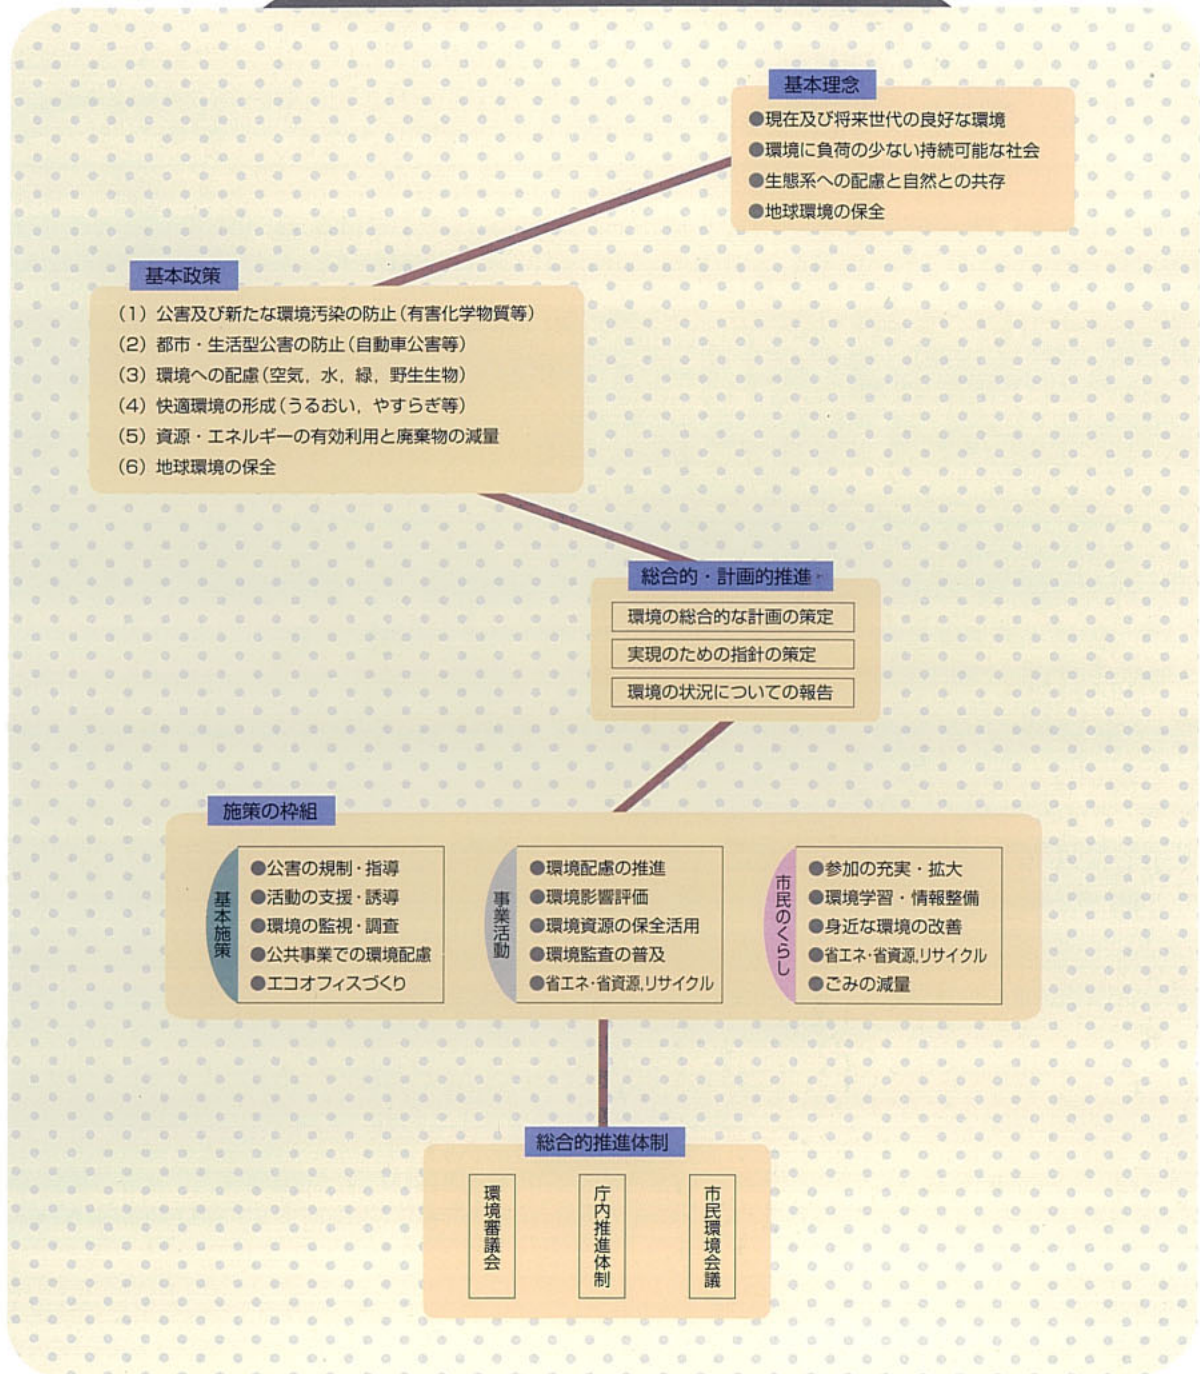 基本理念
●現在及び将来世代の良好な環境
●環境に負荷の少ない持続可能な社会
●生態系への配慮と自然との共存
●地球環境の保全
基本政策
(1) 公害及び新たな環境汚染の防止(有害化学物質等)
(2) 都市・生活型公害の防止(自動車公害等)
(3) 環境への配慮(空気，水，緑，野生生物)
(4) 快適環境の形成(うるおい，やすらぎ等)
(5) 資源・エネルギーの有効利用と廃棄物の減量
(6) 地球環境の保全
総合的・計画的推進
環境の総合的な計画の策定
実現のための指針の策定
環境の状況についての報告
施策の枠組
基本施策
●公害の規制・指導
●活動の支援・誘導
●環境の監視・調査
●公共事業での環境配慮
●エコオフィスづくり
事業活動
●環境配慮の推進
●環境影響評価
●環境資源の保全活用
●環境監査の普及
●省エネ・省資源,リサイクル
市民のくらし
●参加の充実・拡大
●環境学習・情報整備
●身近な環境の改善
●省エネ・省資源,リサイクル
●ごみの減量
総合的推進体制
環境審議会
庁内推進体制
市民環境会議